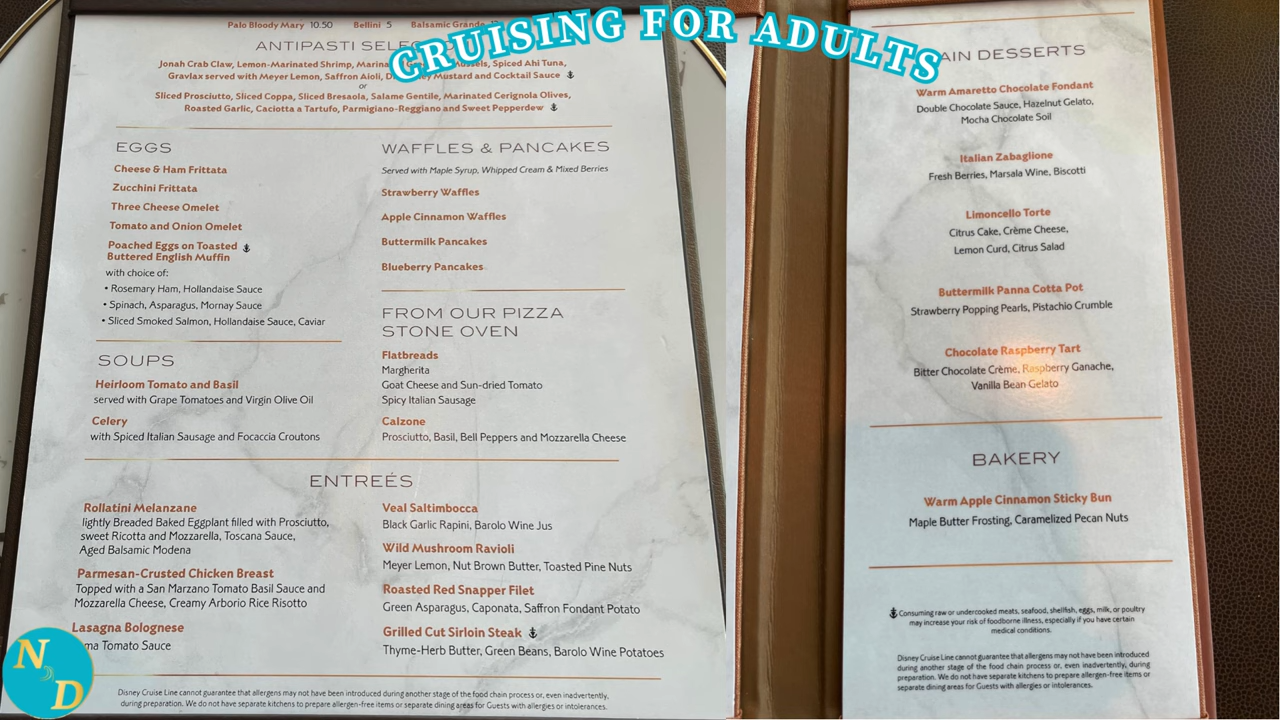 CRUISING FOR ADULTS
Palo Bloody Mary 10.50 Bellini 5 Balsamic Grande
ANTIPASTI
Jonah Crab Claw, Lemon-Marinated Shrimp, Spiced Ahi Tuna,
Gravlax served with Meyer Lemon, Saffron Aioli, Mustard and Cocktail Sauce
or
Sliced Prosciutto, Sliced Coppa, Sliced Bresaola, Salame Gentile, Marinated Cerignola Olives,
Roasted Garlic, Caciotta a Tartufo, Parmigiano-Reggiano and Sweet Pepperdew
EGGS
Cheese & Ham Frittata
Zucchini Frittata
Three Cheese Omelet
Tomato and Onion Omelet
Poached Eggs on Toasted
Buttered English Muffin
with choice of:
• Rosemary Ham, Hollandaise Sauce
• Spinach, Asparagus, Mornay Sauce
• Sliced Smoked Salmon, Hollandaise Sauce, Caviar
SOUPS
Heirloom Tomato and Basil
served with Grape Tomatoes and Virgin Olive Oil
Celery
with Spiced Italian Sausage and Focaccia Croutons
WAFFLES & PANCAKES
Served with Maple Syrup, Whipped Cream & Mixed Berries
Strawberry Waffles
Apple Cinnamon Waffles
Buttermilk Pancakes
Blueberry Pancakes
FROM OUR PIZZA
STONE OVEN
Flatbreads
Margherita
Goat Cheese and Sun-dried Tomato
Spicy Italian Sausage
Calzone
Prosciutto, Basil, Bell Peppers and Mozzarella Cheese
ENTREÉS
Rollatini Melanzane
lightly Breaded Baked Eggplant filled with Prosciutto,
sweet Ricotta and Mozzarella, Toscana Sauce,
Aged Balsamic Modena
Parmesan-Crusted Chicken Breast
Topped with a San Marzano Tomato Basil Sauce and
Mozzarella Cheese, Creamy Arborio Rice Risotto
Lasagna Bolognese
Tomato Sauce
Veal Saltimbocca
Black Garlic Rapini, Barolo Wine Jus
Wild Mushroom Ravioli
Meyer Lemon, Nut Brown Butter, Toasted Pine Nuts
Roasted Red Snapper Filet
Green Asparagus, Caponata, Saffron Fondant Potato
Grilled Cut Sirloin Steak
Thyme-Herb Butter, Green Beans, Barolo Wine Potatoes
Disney Cruise Line cannot guarantee that allergens may not have been introduced during another stage of the food chain process or, even inadvertently,
during preparation. We do not have separate kitchens to prepare allergen-free items or separate dining areas for Guests with allergies or intolerances.
N
D
DESSERTS
Warm Amaretto Chocolate Fondant
Double Chocolate Sauce, Hazelnut Gelato,
Mocha Chocolate Soil
Italian Zabaglione
Fresh Berries, Marsala Wine, Biscotti
Limoncello Torte
Citrus Cake, Crème Cheese,
Lemon Curd, Citrus Salad
Buttermilk Panna Cotta Pot
Strawberry Popping Pearls, Pistachio Crumble
Chocolate Raspberry Tart
Bitter Chocolate Crème, Raspberry Ganache,
Vanilla Bean Gelato
BAKERY
Warm Apple Cinnamon Sticky Bun
Maple Butter Frosting, Caramelized Pecan Nuts
Consuming raw or undercooked meats, seafood, shellfish, eggs, milk, or poultry
may increase your risk of foodborne illness, especially if you have certain
medical conditions.
Disney Cruise Line cannot guarantee that allergens may not have been introduced
during another stage of the food chain process or, even inadvertently, during
preparation. We do not have separate kitchens to prepare allergen-free items or
separate dining areas for Guests with allergies or intolerances.